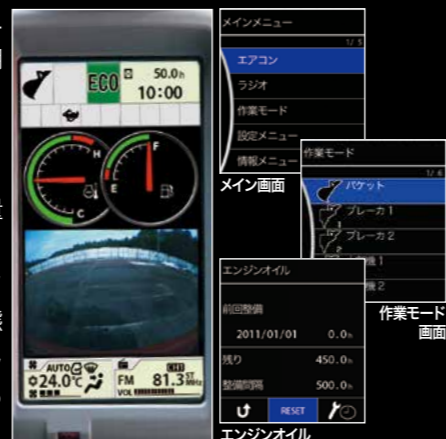 ECO
50.0h
10:00
H
C
F
E
AUTO
24.0℃
FM
CH1
81.3 ST MHz
VOL
メインメニュー
1/ 3
エアコン
ラジオ
作業モード
設定メニュー
情報メニュー
メイン画面
作業モード
1/ 6
バケット
ブレーカ 1
ブレーカ 2
機 1
機 2
作業モード
画面
エンジンオイル
前回整備
2011/01/01 0.0h
残り 450.0h
整備間隔 500.0h
RESET
エンジンオイル